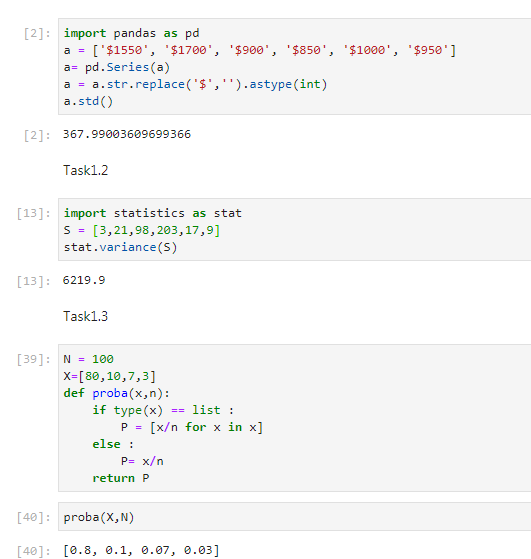 [2]: import pandas as pd
a = ['$1550', '$1700', '$900', '$850', '$1000', '$950']
a= pd.Series(a)
a = a.str.replace('$','').astype(int)
a.std()
[2]: 367.99003609699366
Task1.2
[13]: import statistics as stat
S = [3,21,98,203,17,9]
stat.variance(S)
[13]: 6219.9
Task1.3
[39]: N = 100
X=[80,10,7,3]
def proba(x,n):
    if type(x) == list :
        P = [x/n for x in x]
    else :
        P= x/n
    return P
[40]: proba(X,N)
[40]: [0.8, 0.1, 0.07, 0.03]